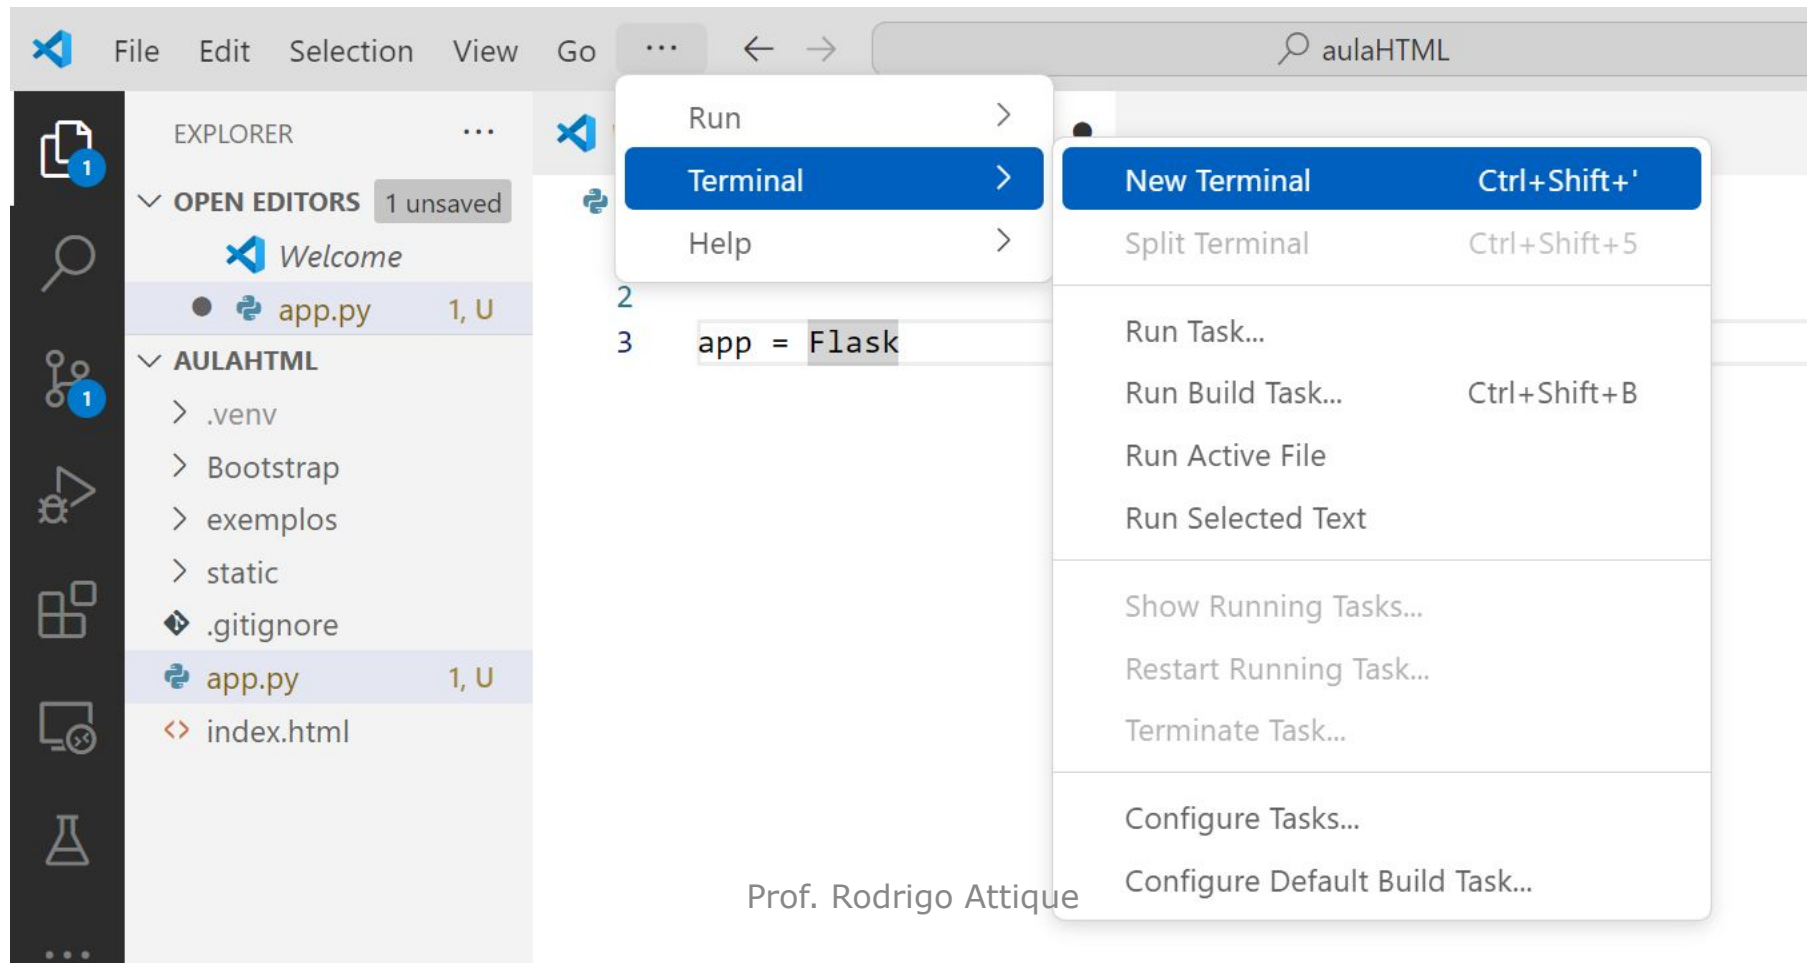 File Edit Selection View Go ··· aulaHTML
EXPLORER ···
OPEN EDITORS 1 unsaved
Welcome
app.py 1, U
AULAHTML
.venv
Bootstrap
exemplos
static
.gitignore
app.py 1, U
index.html
1
1
2
3 app = Flask
Run
Terminal
Help
New Terminal Ctrl+Shift+'
Split Terminal Ctrl+Shift+5
Run Task...
Run Build Task... Ctrl+Shift+B
Run Active File
Run Selected Text
Show Running Tasks...
Restart Running Task...
Terminate Task...
Configure Tasks...
Configure Default Build Task...
Prof. Rodrigo Attique